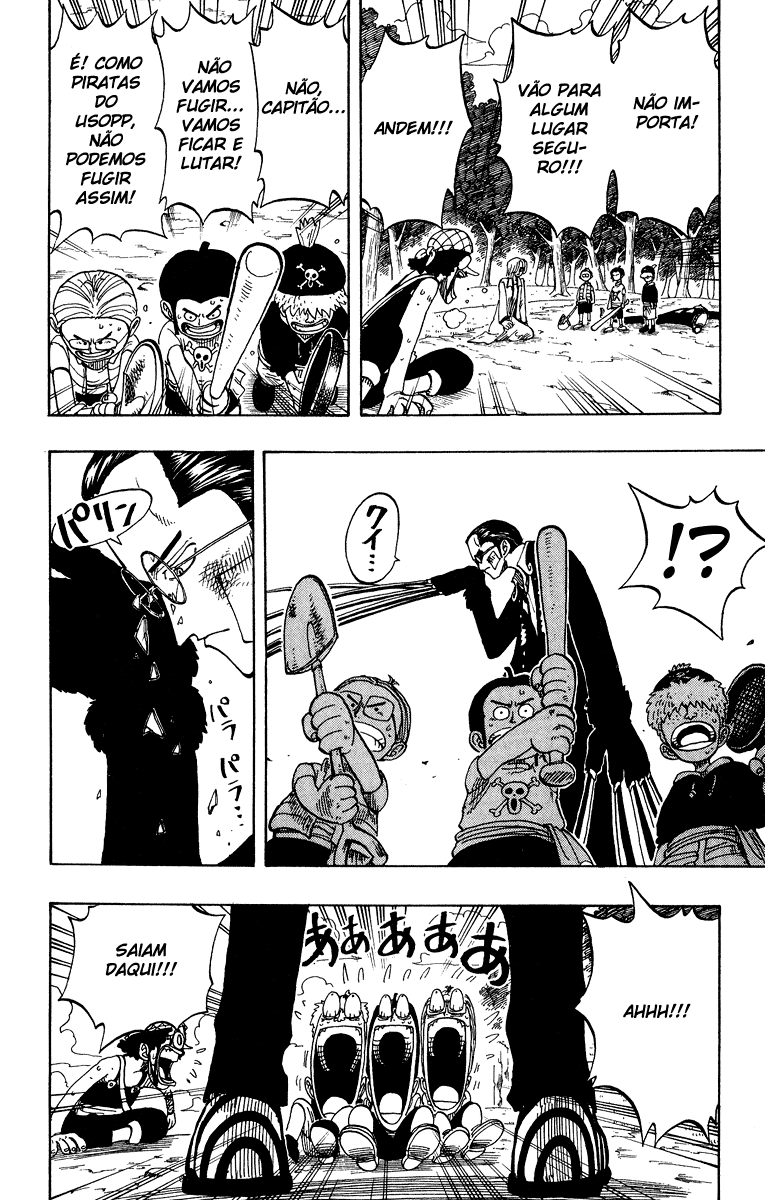 NÃO IM-
PORTA!
VÃO PARA
ALGUM
LUGAR
SEGU-
RO!!!
ANDEM!!!
NÃO,
CAPITÃO...
NÃO
VAMOS
FUGIR...
VAMOS
FICAR E
LUTAR!
É! COMO
PIRATAS
DO
USOPP,
NÃO
PODEMOS
FUGIR
ASSIM!
!?
クイ…
パリン
パラ
パラ…
AHHH!!!
ああああああ
SAIAM
DAQUI!!!